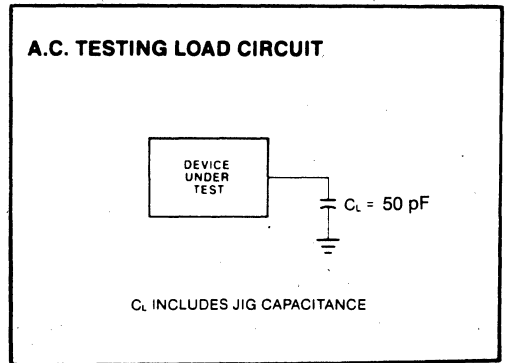 A.C. TESTING LOAD CIRCUIT
DEVICE
UNDER
TEST
CL = 50 pF
CL INCLUDES JIG CAPACITANCE